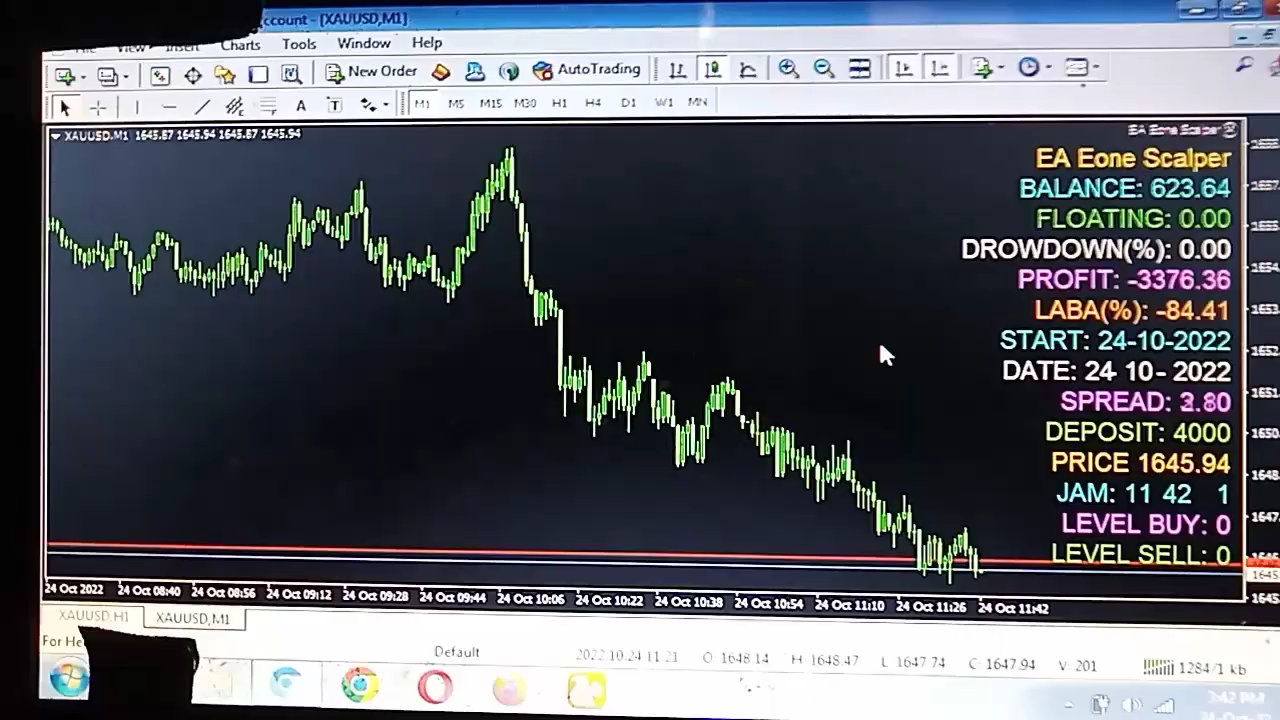 ccount - [XAUUSD,M1]
View Insert Charts Tools Window Help
New Order AutoTrading
M1 M5 M15 M30 H1 H4 D1 W1 MN
XAUUSD,M1 1645.87 1645.94 1645.87 1645.94
EA Eone Scalper
EA Eone Scalper
BALANCE: 623.64
FLOATING: 0.00
DROWDOWN(%): 0.00
PROFIT: -3376.36
LABA(%): -84.41
START: 24-10-2022
DATE: 24 10 - 2022
SPREAD:
DEPOSIT: 4000
PRICE 1645.94
JAM: 11 42 1
LEVEL BUY: 0
LEVEL SELL: 0
24 Oct 2022 24 Oct 08:40 24 Oct 08:56 24 Oct 09:12 24 Oct 09:28 24 Oct 09:44 24 Oct 10:06 24 Oct 10:22 24 Oct 10:38 24 Oct 10:54 24 Oct 11:10 24 Oct 11:26 24 Oct 11:42
XAUUSD,H1 XAUUSD,M1
For He
Default
2022.10.24 11:21 O: 1648.14 H: 1648.47 L: 1647.74 C: 1647.94 V: 201 1284/1 kb
3:42 PM